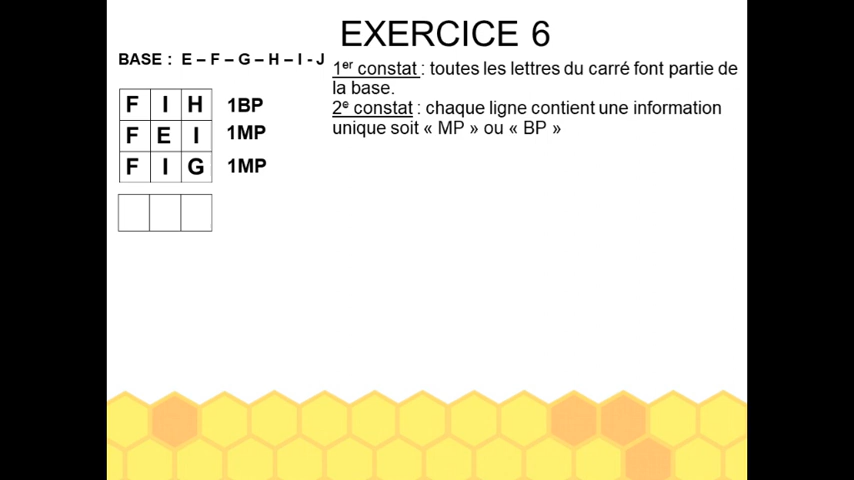 EXERCICE 6
BASE : E – F – G – H – I - J
1er constat : toutes les lettres du carré font partie de
la base.
2e constat : chaque ligne contient une information
unique soit « MP » ou « BP »
F I H 1BP
F E I 1MP
F I G 1MP